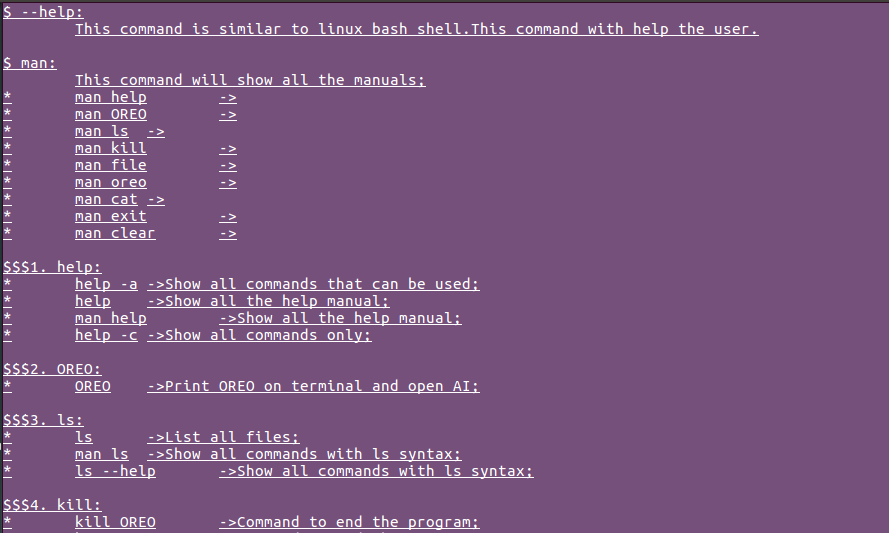 $ --help:
This command is similar to linux bash shell.This command with help the user.
$ man:
This command will show all the manuals;
* man help ->
* man OREO ->
* man ls ->
* man kill ->
* man file ->
* man oreo ->
* man cat ->
* man exit ->
* man clear ->
$$$1. help:
* help -a ->Show all commands that can be used;
* help ->Show all the help manual;
* man help ->Show all the help manual;
* help -c ->Show all commands only;
$$$2. OREO:
* OREO ->Print OREO on terminal and open AI;
$$$3. ls:
* ls ->List all files;
* man ls ->Show all commands with ls syntax;
* ls --help ->Show all commands with ls syntax;
$$$4. kill:
* kill OREO ->Command to end the program;